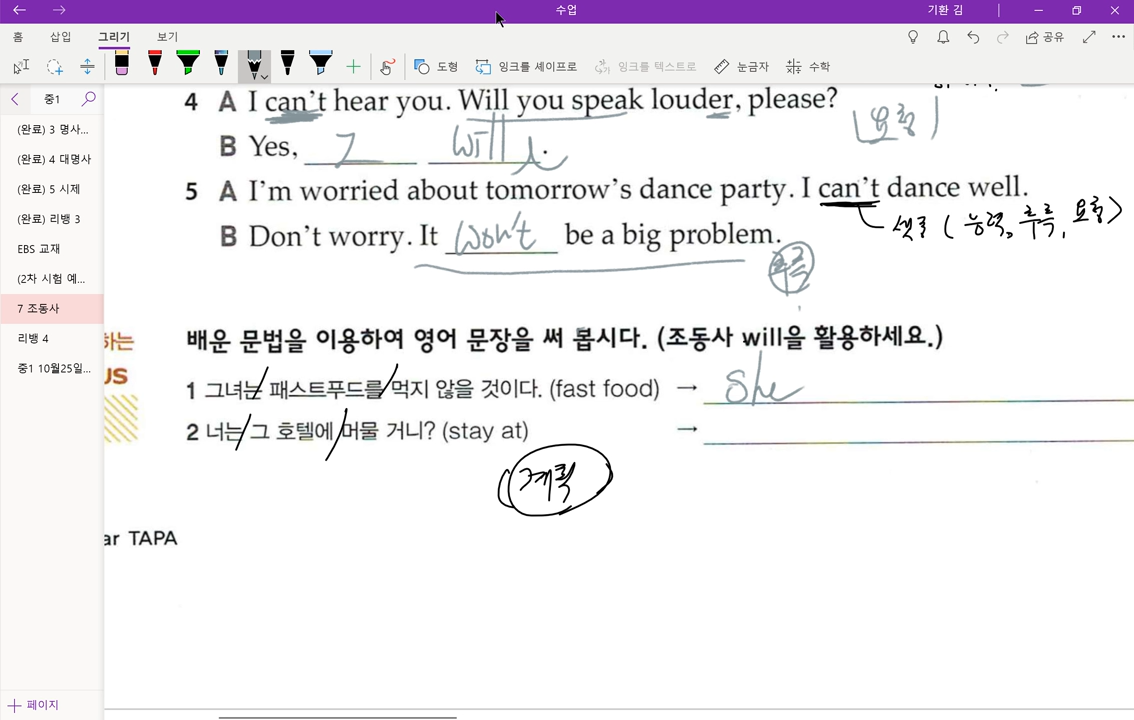 수업
기환 김
홈 삽입 그리기 보기
공유
도형 잉크를 셰이프로 잉크를 텍스트로 눈금자 수학
중1
(완료) 3 명사...
(완료) 4 대명사
(완료) 5 시제
(완료) 리뱅 3
EBS 교재
(2차 시험 예...
7 조동사
리뱅 4
중1 10월25일...
페이지
4 A I can't hear you. Will you speak louder, please?
(요청)
B Yes, I will.
5 A I'm worried about tomorrow's dance party. I can't dance well.
셋 중 (능력, 추측, 요청)
B Don't worry. It won't be a big problem.
추측
하는
US
배운 문법을 이용하여 영어 문장을 써 봅시다. (조동사 will을 활용하세요.)
1 그녀는/ 패스트푸드를/ 먹지 않을 것이다. (fast food) → She
2 너는/ 그 호텔에/ 머물 거니? (stay at) →
계획
ar TAPA